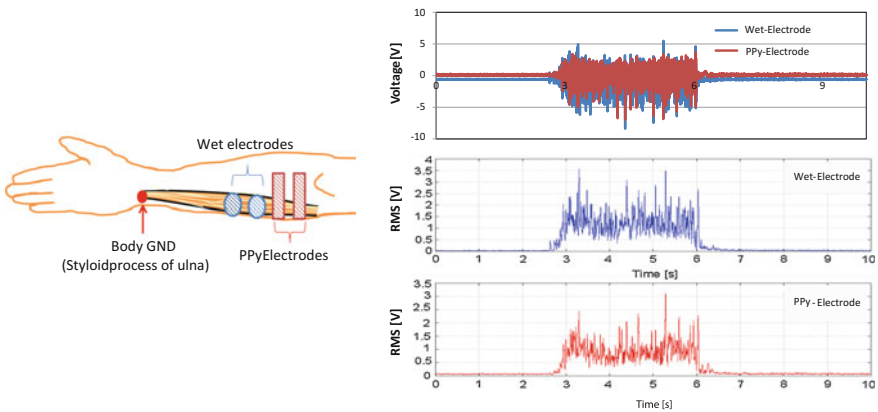 Wet electrodes
Body GND
(Styloidprocess of ulna)
PPyElectrodes
10
5
0
-5
-10
Voltage[V]
3
6
9
Wet-Electrode
PPy-Electrode
4
3.5
3
2.5
2
1.5
1
0.5
0
RMS [V]
Wet-Electrode
0 1 2 3 4 5 6 7 8 9 10
Time [s]
3.5
3
2.5
2
1.5
1
0.5
0
RMS [V]
PPy-Electrode
0 1 2 3 4 5 6 7 8 9 10
Time [s]